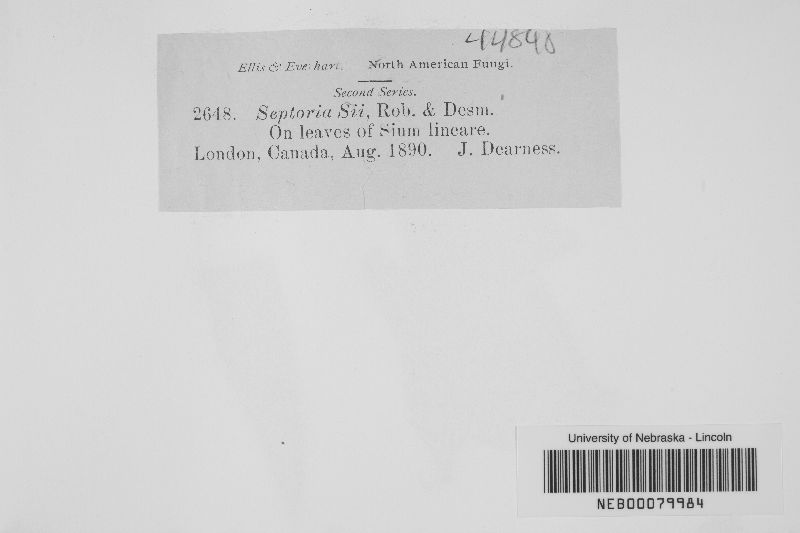 44840
Ellis & Everhart. North American Fungi.
Second Series.
2648. Septoria Sii, Rob. & Desm.
On leaves of Sium lineare.
London, Canada, Aug. 1890. J. Dearness.
University of Nebraska - Lincoln
NEB00079984